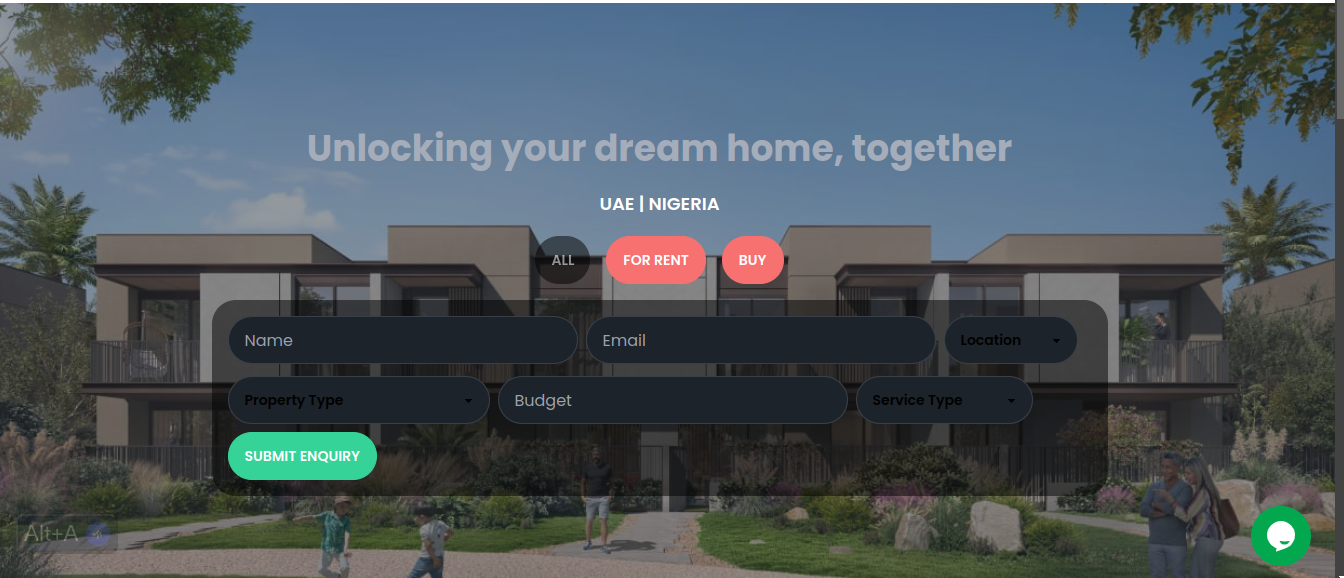 Unlocking your dream home, together
UAE | NIGERIA
ALL FOR RENT BUY
Name Email Location
Property Type Budget Service Type
SUBMIT ENQUIRY
Alt+A